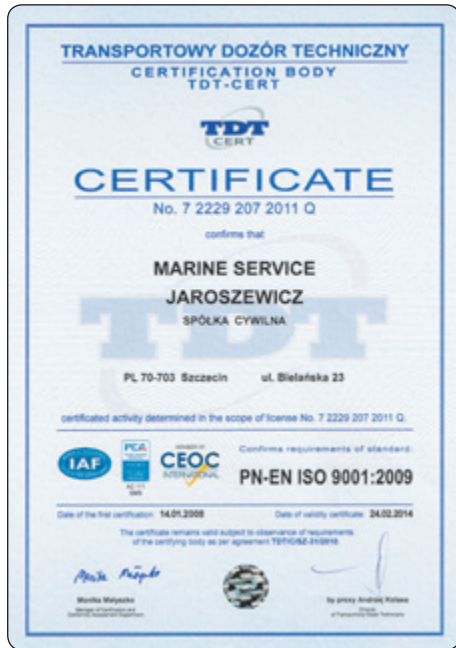 TRANSPORTOWY DOZÓR TECHNICZNY
CERTIFICATION BODY
TDT-CERT
TDT
CERT
CERTIFICATE
No. 7 2229 207 2011 Q
confirms that
MARINE SERVICE
JAROSZEWICZ
SPÓŁKA CYWILNA
TDT
PL 70-703 Szczecin ul. Bielańska 23
certificated activity determined in the scope of license No. 7 2229 207 2011 Q.
IAF
PCA
MEMBER OF
CEOC
INTERNATIONAL
Confirms requirements of standard:
PN-EN ISO 9001:2009
Date of the first certification: 14.01.2008 Date of validity certificate: 24.02.2014
The certificate remains valid subject to observance of requirements
of the certifying body as per agreement
Monika
by proxy Andrzej Kolasa